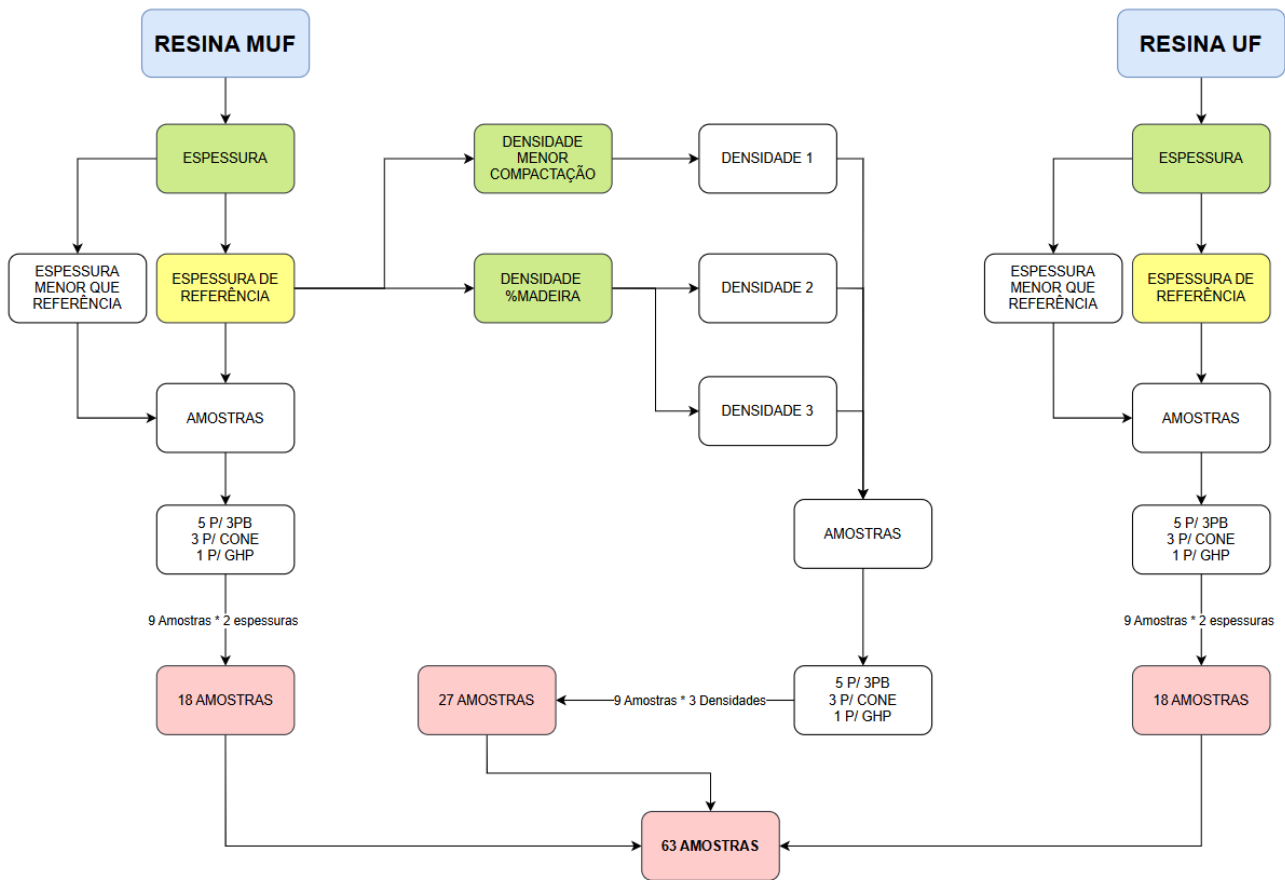 RESINA MUF
RESINA UF
ESPESSURA
DENSIDADE
MENOR
COMPACTAÇÃO
DENSIDADE 1
ESPESSURA
ESPESSURA
MENOR QUE
REFERÊNCIA
ESPESSURA DE
REFERÊNCIA
DENSIDADE
%MADEIRA
DENSIDADE 2
ESPESSURA
MENOR QUE
REFERÊNCIA
ESPESSURA DE
REFERÊNCIA
AMOSTRAS
DENSIDADE 3
AMOSTRAS
5 P/ 3PB
3 P/ CONE
1 P/ GHP
AMOSTRAS
5 P/ 3PB
3 P/ CONE
1 P/ GHP
9 Amostras * 2 espessuras
9 Amostras * 2 espessuras
18 AMOSTRAS
27 AMOSTRAS
9 Amostras * 3 Densidades
5 P/ 3PB
3 P/ CONE
1 P/ GHP
18 AMOSTRAS
63 AMOSTRAS